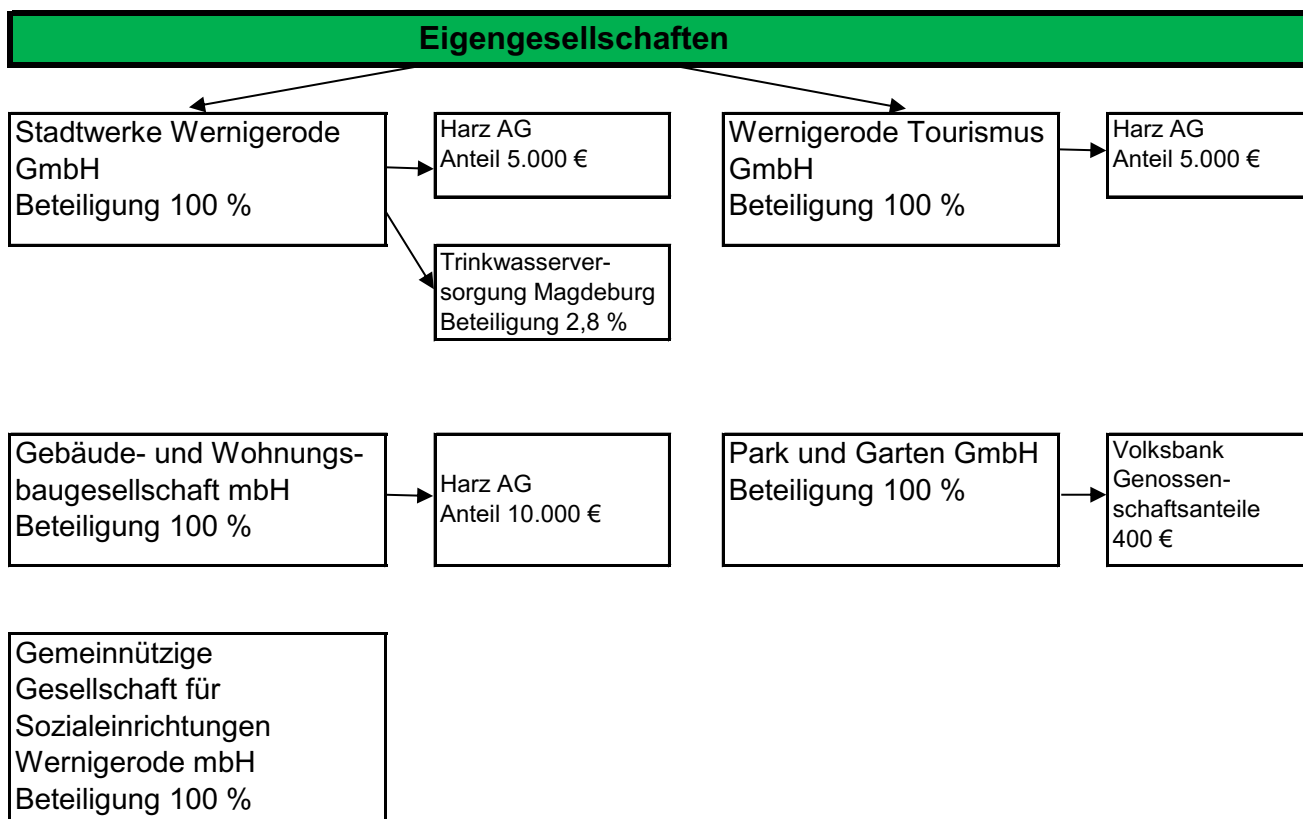 Eigengesellschaften
Stadtwerke Wernigerode
GmbH
Beteiligung 100 %
Harz AG
Anteil 5.000 €
Trinkwasserver-
sorgung Magdeburg
Beteiligung 2,8 %
Wernigerode Tourismus
GmbH
Beteiligung 100 %
Harz AG
Anteil 5.000 €
Gebäude- und Wohnungs-
baugesellschaft mbH
Beteiligung 100 %
Harz AG
Anteil 10.000 €
Park und Garten GmbH
Beteiligung 100 %
Volksbank
Genossen-
schaftsanteile
400 €
Gemeinnützige
Gesellschaft für
Sozialeinrichtungen
Wernigerode mbH
Beteiligung 100 %